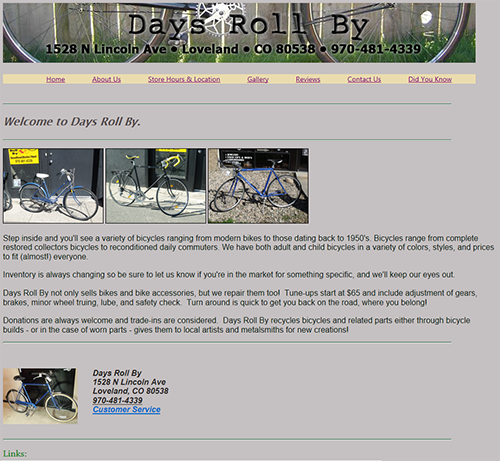 Days Roll By
1528 N Lincoln Ave • Loveland • CO 80538 • 970-481-4339
Home About Us Store Hours & Location Gallery Reviews Contact Us Did You Know
Welcome to Days Roll By.
Step inside and you'll see a variety of bicycles ranging from modern bikes to those dating back to 1950's. Bicycles range from complete
restored collectors bicycles to reconditioned daily commuters. We have both adult and child bicycles in a variety of colors, styles, and prices
to fit (almost!) everyone.
Inventory is always changing so be sure to let us know if you're in the market for something specific, and we'll keep our eyes out.
Days Roll By not only sells bikes and bike accessories, but we repair them too! Tune-ups start at $65 and include adjustment of gears,
brakes, minor wheel truing, lube, and safety check. Turn around is quick to get you back on the road, where you belong!
Donations are always welcome and trade-ins are considered. Days Roll By recycles bicycles and related parts either through bicycle
builds - or in the case of worn parts - gives them to local artists and metalsmiths for new creations!
Days Roll By
1528 N Lincoln Ave
Loveland, CO 80538
970-481-4339
Customer Service
Links: